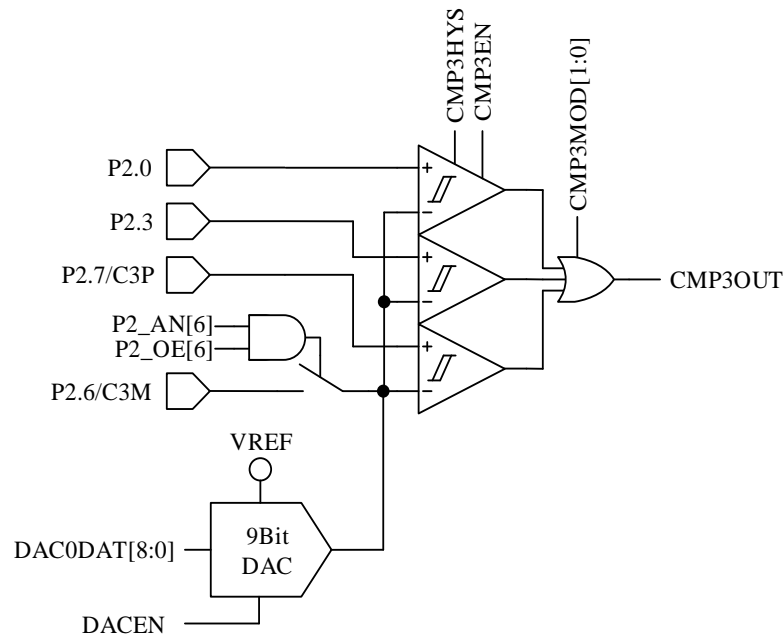 CMP3HYS
CMP3EN
CMP3MOD[1:0]
P2.0
+
−
P2.3
+
−
P2.7/C3P
CMP3OUT
P2_AN[6]
P2_OE[6]
+
−
P2.6/C3M
VREF
DAC0DAT[8:0]
9Bit
DAC
DACEN